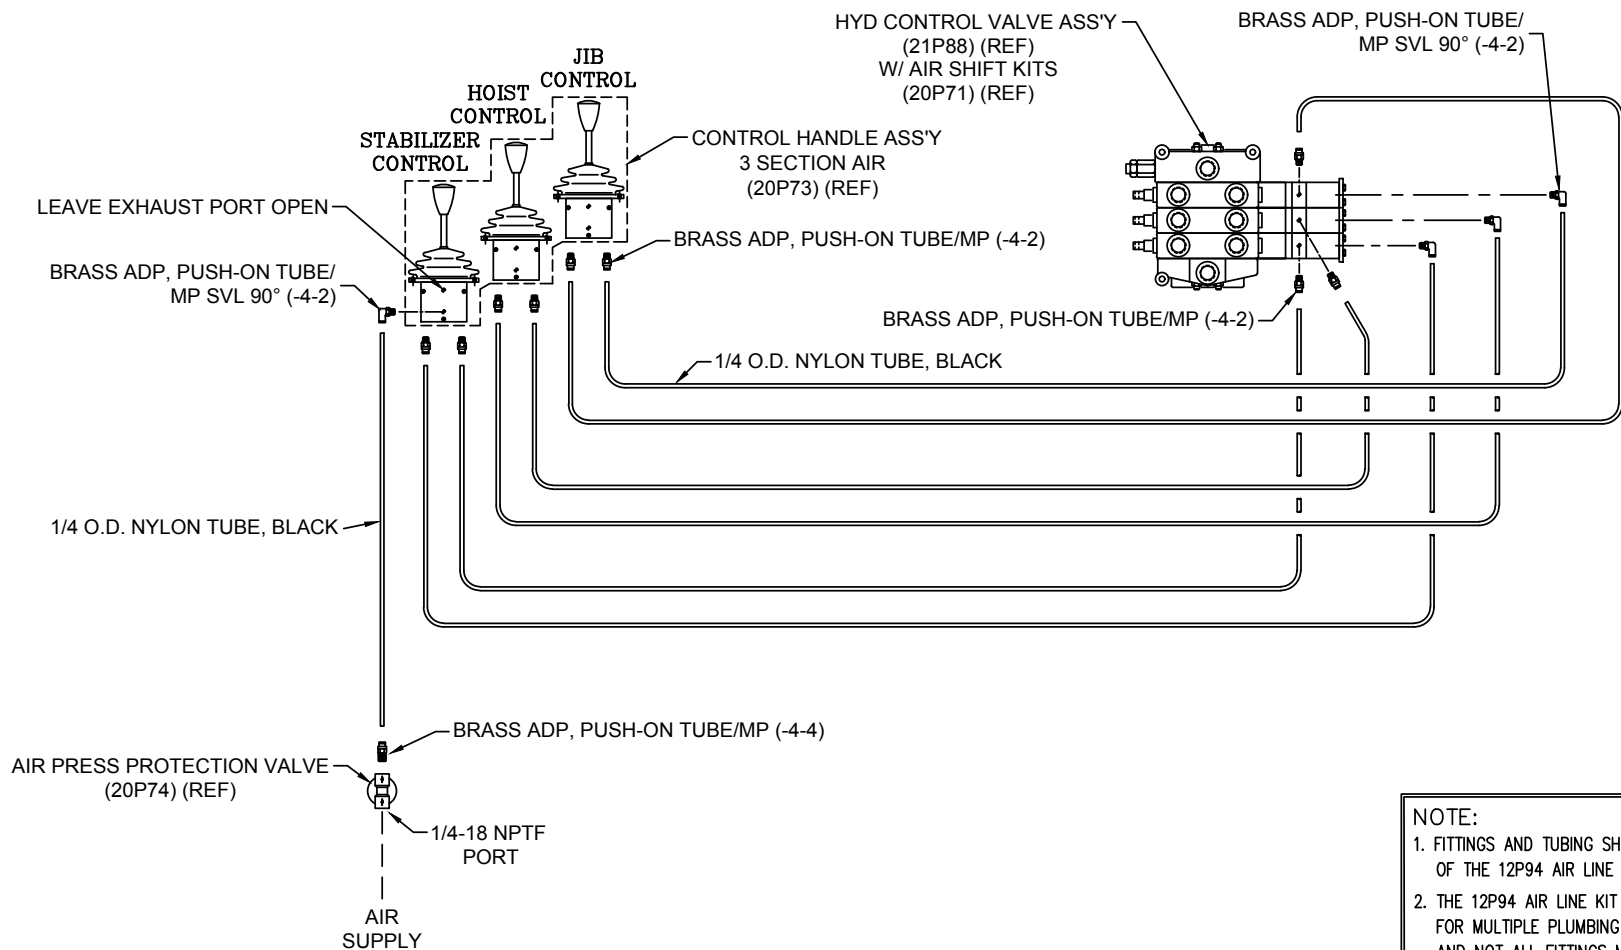 HYD CONTROL VALVE ASS'Y
(21P88) (REF)
W/ AIR SHIFT KITS
(20P71) (REF)
BRASS ADP, PUSH-ON TUBE/
MP SVL 90° (-4-2)
JIB
CONTROL
HOIST
CONTROL
STABILIZER
CONTROL
CONTROL HANDLE ASS'Y
3 SECTION AIR
(20P73) (REF)
LEAVE EXHAUST PORT OPEN
BRASS ADP, PUSH-ON TUBE/MP (-4-2)
BRASS ADP, PUSH-ON TUBE/
MP SVL 90° (-4-2)
BRASS ADP, PUSH-ON TUBE/MP (-4-2)
1/4 O.D. NYLON TUBE, BLACK
1/4 O.D. NYLON TUBE, BLACK
BRASS ADP, PUSH-ON TUBE/MP (-4-4)
AIR PRESS PROTECTION VALVE
(20P74) (REF)
1/4-18 NPTF
PORT
AIR
SUPPLY
NOTE:
1. FITTINGS AND TUBING
OF THE 12P94 AIR LINE
2. THE 12P94 AIR LINE KIT
FOR MULTIPLE PLUMBING